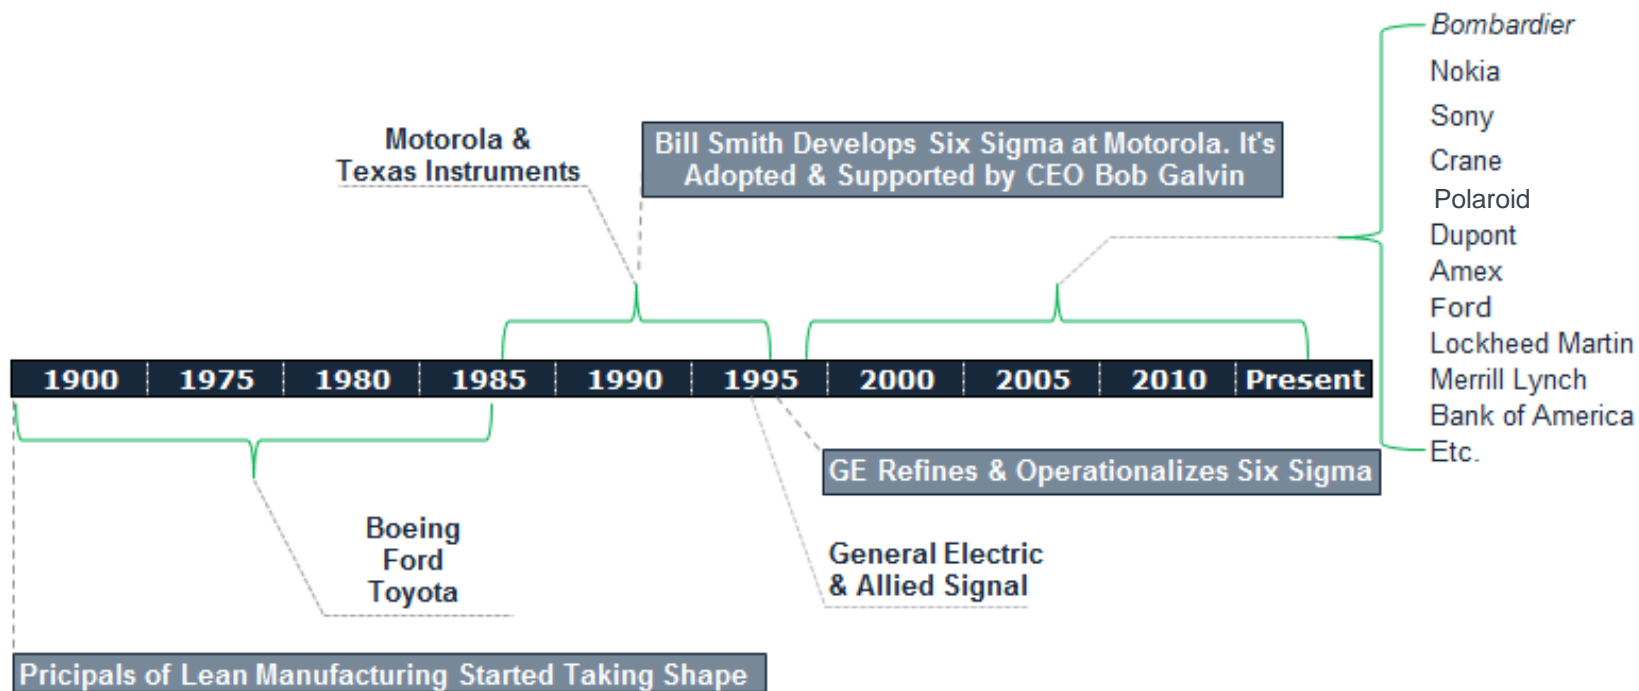 Bombardier
Nokia
Sony
Crane
Polaroid
Dupont
Amex
Ford
Lockheed Martin
Merrill Lynch
Bank of America
Etc.
Motorola &
Texas Instruments
Bill Smith Develops Six Sigma at Motorola. It's
Adopted & Supported by CEO Bob Galvin
1900 1975 1980 1985 1990 1995 2000 2005 2010 Present
GE Refines & Operationalizes Six Sigma
Boeing
Ford
Toyota
General Electric
& Allied Signal
Pricipals of Lean Manufacturing Started Taking Shape